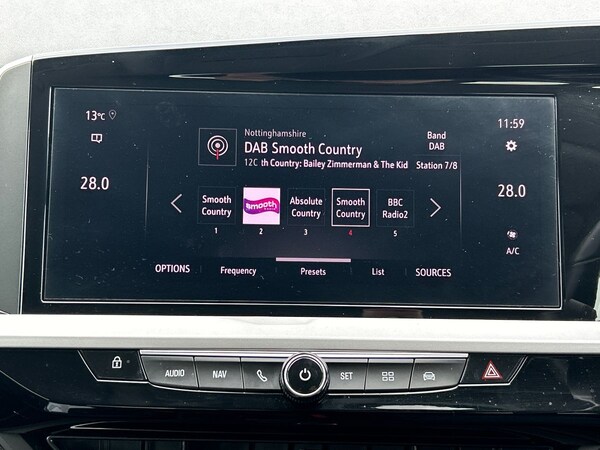 13°C
11:59
Nottinghamshire
DAB Smooth Country
12C th Country: Bailey Zimmerman & The Kid
Band
DAB
Station 7/8
28.0
28.0
Smooth
Country
smooth
Absolute
Country
Smooth
Country
BBC
Radio2
1
2
3
4
5
A/C
OPTIONS
Frequency
Presets
List
SOURCES
AUDIO
NAV
SET